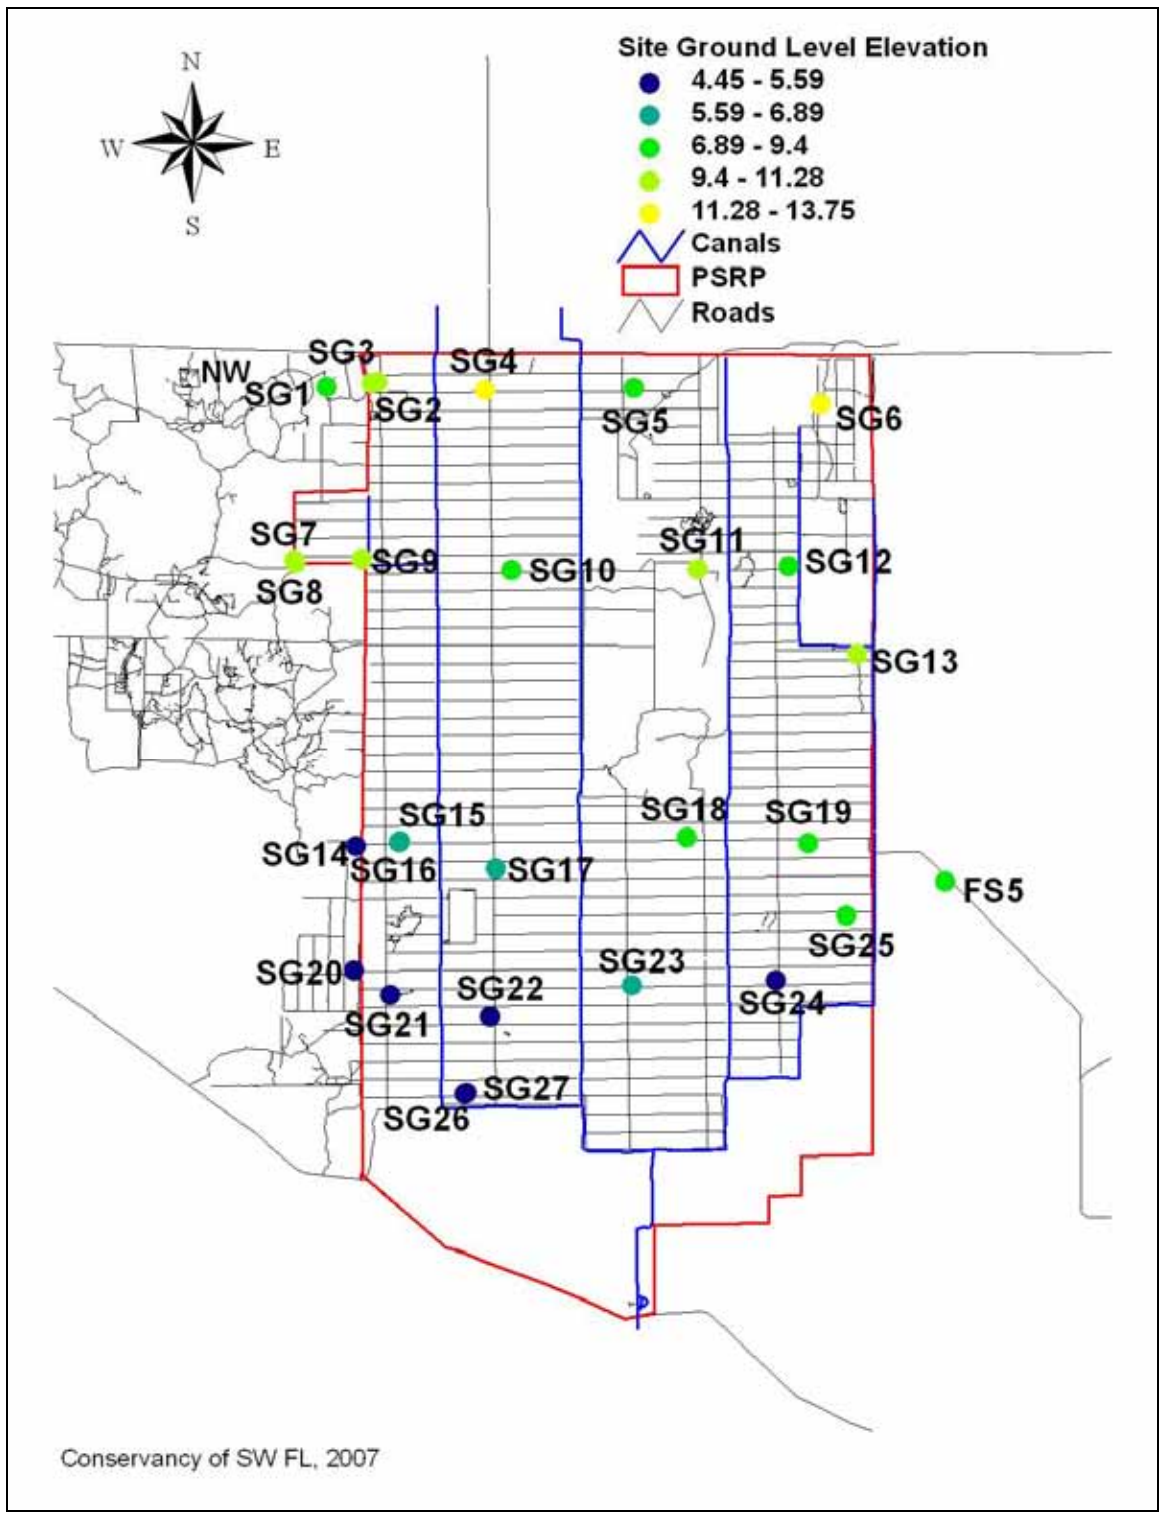 Site Ground Level Elevation
4.45 - 5.59
5.59 - 6.89
6.89 - 9.4
9.4 - 11.28
11.28 - 13.75
Canals
PSRP
Roads
N
W
E
S
SG3
SG4
NW
SG1
SG2
SG5
SG6
SG7
SG11
SG9
SG10
SG12
SG8
SG13
SG15
SG18
SG19
SG14
SG16
SG17
FS5
SG25
SG20
SG23
SG22
SG24
SG21
SG27
SG26
Conservancy of SW FL, 2007